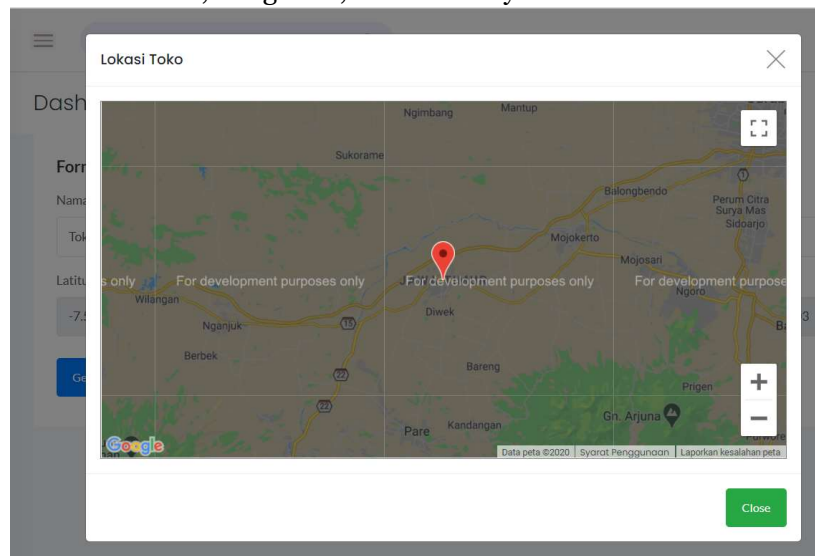 Lokasi Toko
Dash
Form
Nama
Tok
Latitu
-7.5
Ge
Ngimbang
Mantup
Sukorame
Balongbendo
Perum Citra
Surya Mas
Sidoarjo
Mojokerto
Mojosari
s only
For development purposes only
For development purposes only
For development purpose
Wilangan
Ngoro
Nganjuk
15
Diwek
3
Berbek
22
Bareng
Prigen
22
Gn. Arjuna
Kandangan
Pare
Google
Data peta ©2020
Syarat Penggunaan
Laporkan kesalahan peta
Close